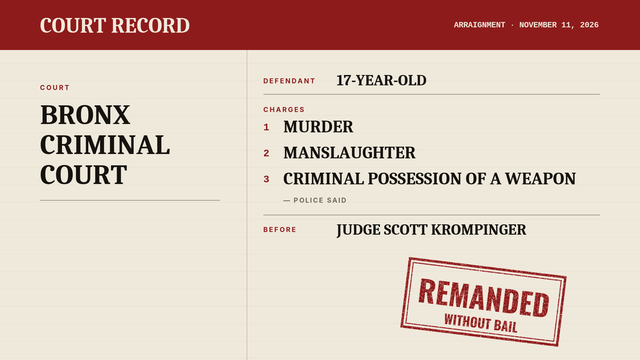 COURT RECORD
ARRAIGNMENT · NOVEMBER 11, 2026
COURT
BRONX
CRIMINAL
COURT
DEFENDANT 17-YEAR-OLD
CHARGES
1 MURDER
2 MANSLAUGHTER
3 CRIMINAL POSSESSION OF A WEAPON
— POLICE SAID
BEFORE JUDGE SCOTT KROMPINGER
REMANDED
WITHOUT BAIL